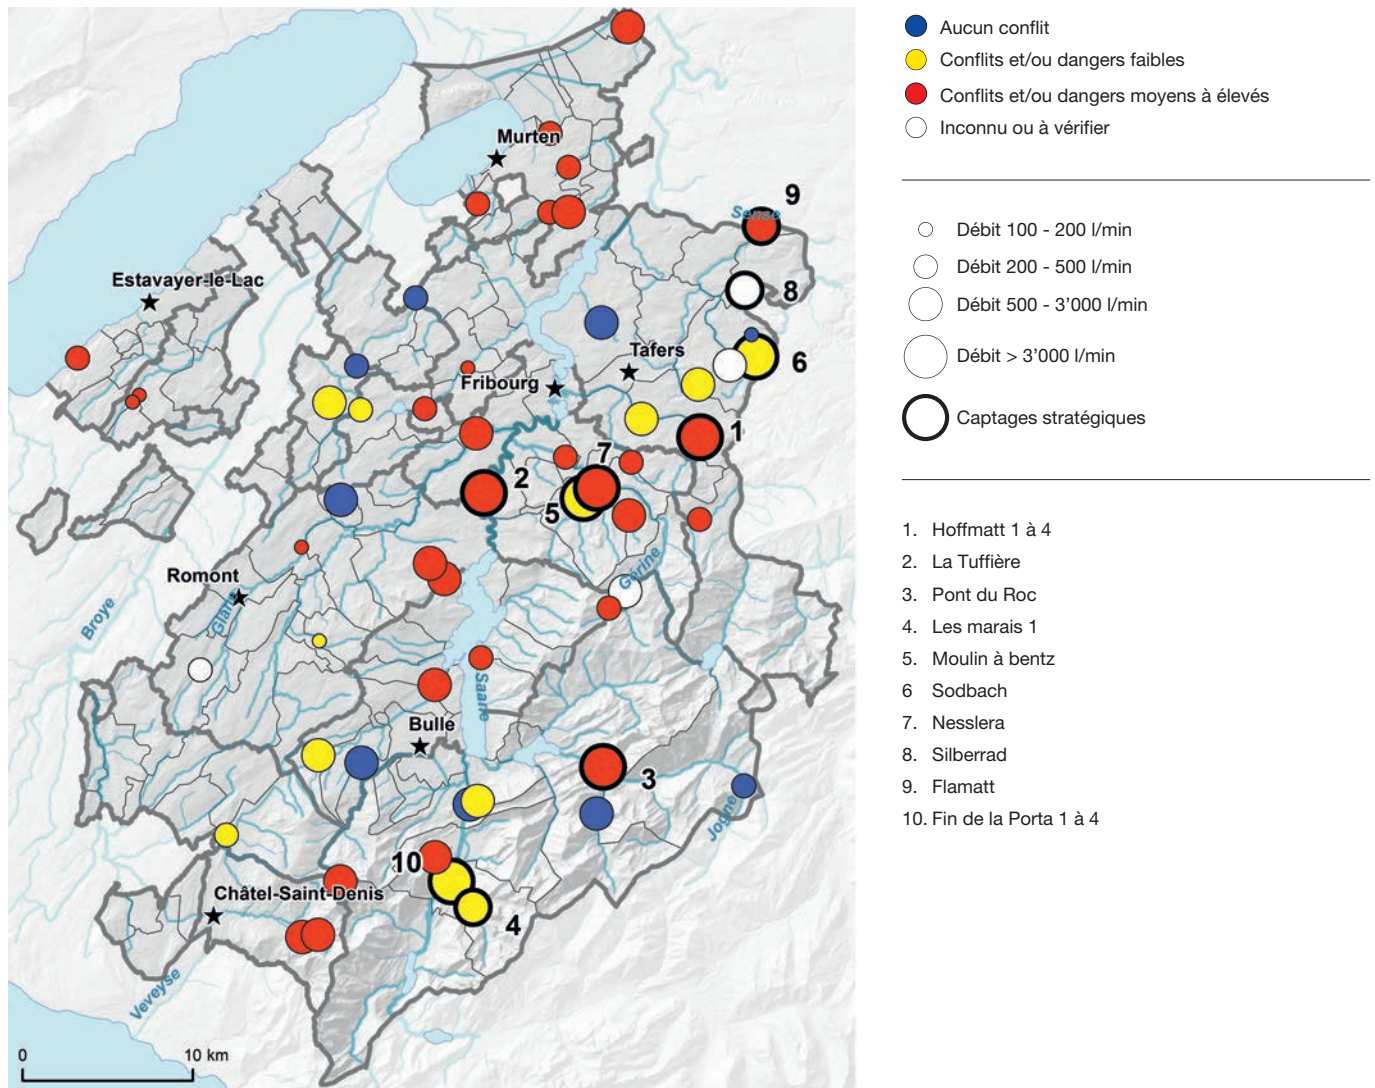 Murten
Sense
9
8
Estavayer-le-Lac
Tafers
6
Fribourg
1
7
2
5
Gérine
Romont
Glane
Broye
Saane
Bulle
3
Jogne
10
Châtel-Saint-Denis
4
Veveyse
0 10 km
Aucun conflit
Conflits et/ou dangers faibles
Conflits et/ou dangers moyens à élevés
Inconnu ou à vérifier
Débit 100 - 200 l/min
Débit 200 - 500 l/min
Débit 500 - 3’000 l/min
Débit > 3’000 l/min
Captages stratégiques
1. Hoffmatt 1 à 4
2. La Tuffière
3. Pont du Roc
4. Les marais 1
5. Moulin à bentz
6 Sodbach
7. Nesslera
8. Silberrad
9. Flamatt
10. Fin de la Porta 1 à 4